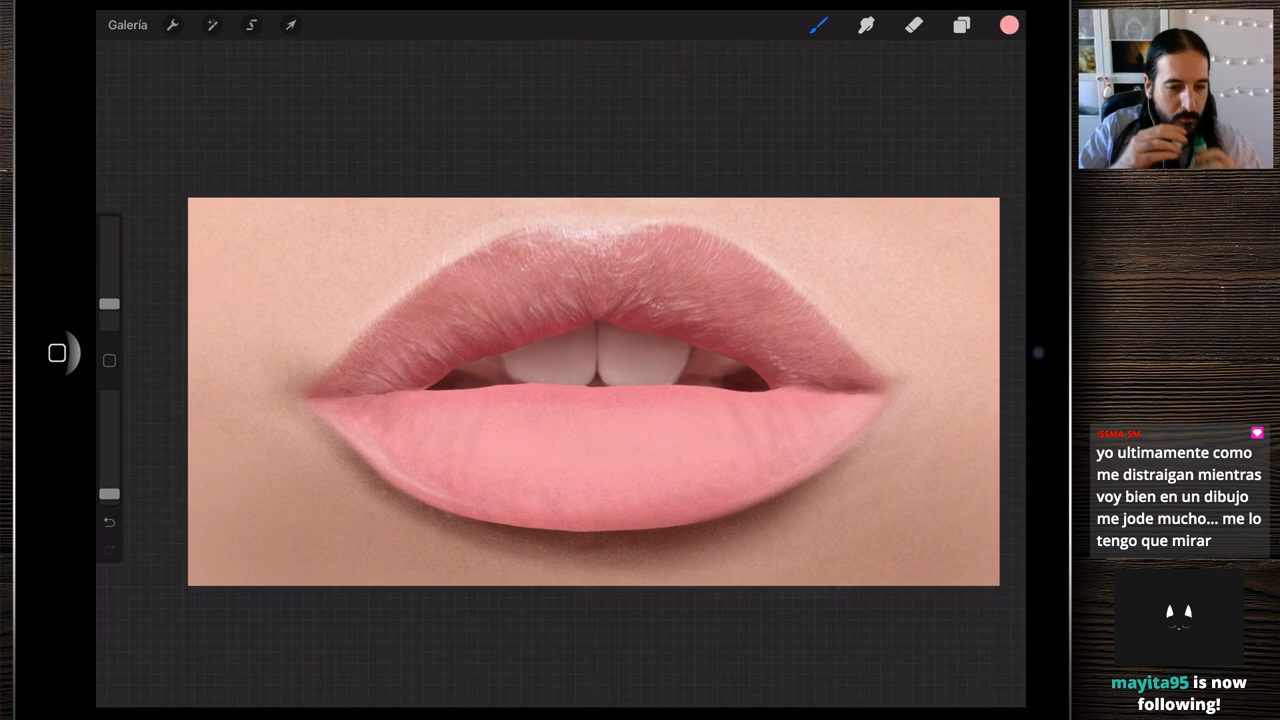 Galería
ISSMA_SM
yo ultimamente como
me distraigan mientras
voy bien en un dibujo
me jode mucho... me lo
tengo que mirar
mayita95 is now
following!